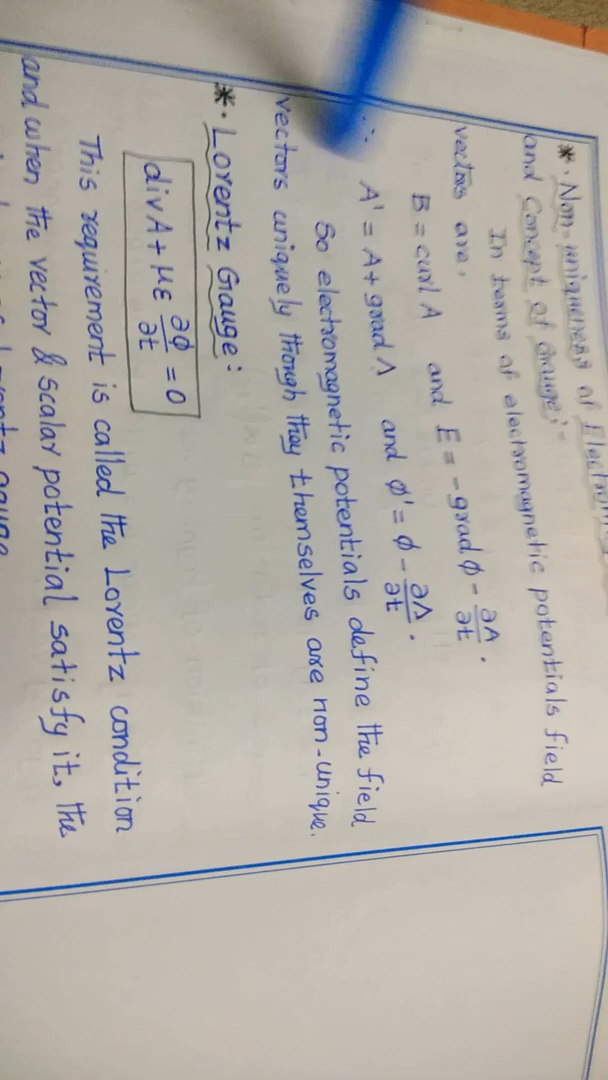 *. Non-uniqueness of
and Concept of Gauge:-
In terms of electromagnetic potentials field
vectors are,
B = curl A and E = -grad ϕ - ∂A/∂t.
∴ A' = A + grad Λ and ϕ' = ϕ - ∂Λ/∂t.
So electromagnetic potentials define the field
vectors uniquely though they themselves are non-unique.
*. Lorentz Gauge:
div A + με ∂ϕ/∂t = 0
This requirement is called the Lorentz condition
and when the vector & scalar potential satisfy it, the